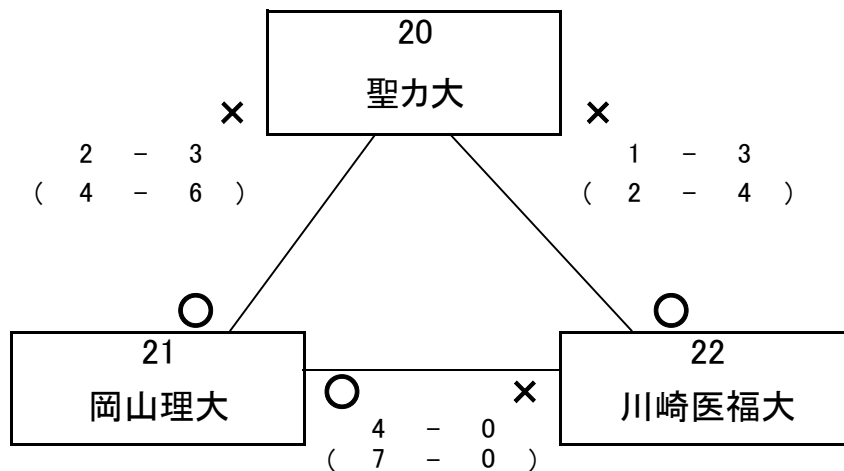 20
聖カ大
×
×
2 － 3
( 4 － 6 )
1 － 3
( 2 － 4 )
○
○
21
岡山理大
22
川崎医福大
○
×
4 － 0
( 7 － 0 )